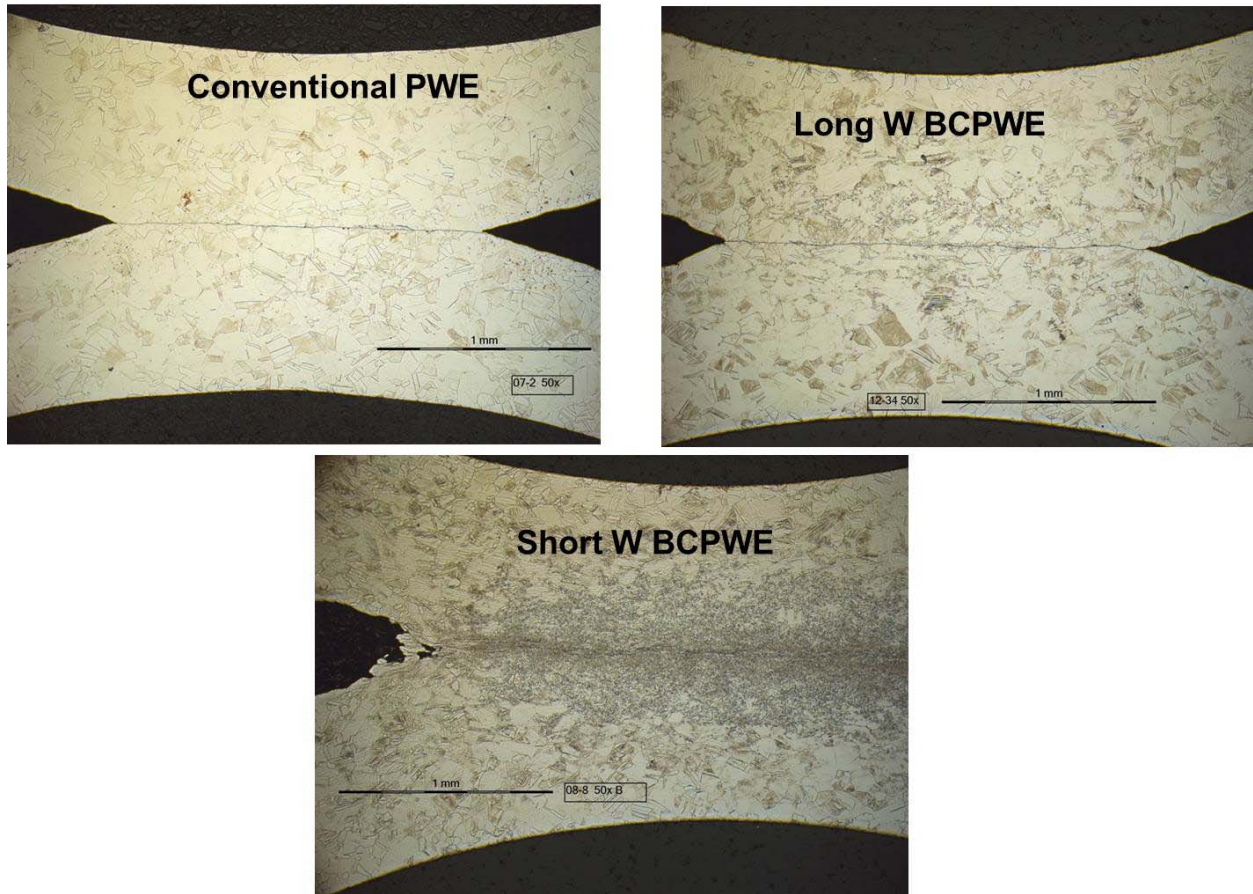 Conventional PWE
1 mm
07-2 50x
Long W BCPWE
12-34 50x
1 mm
Short W BCPWE
1 mm
08-8 50x B